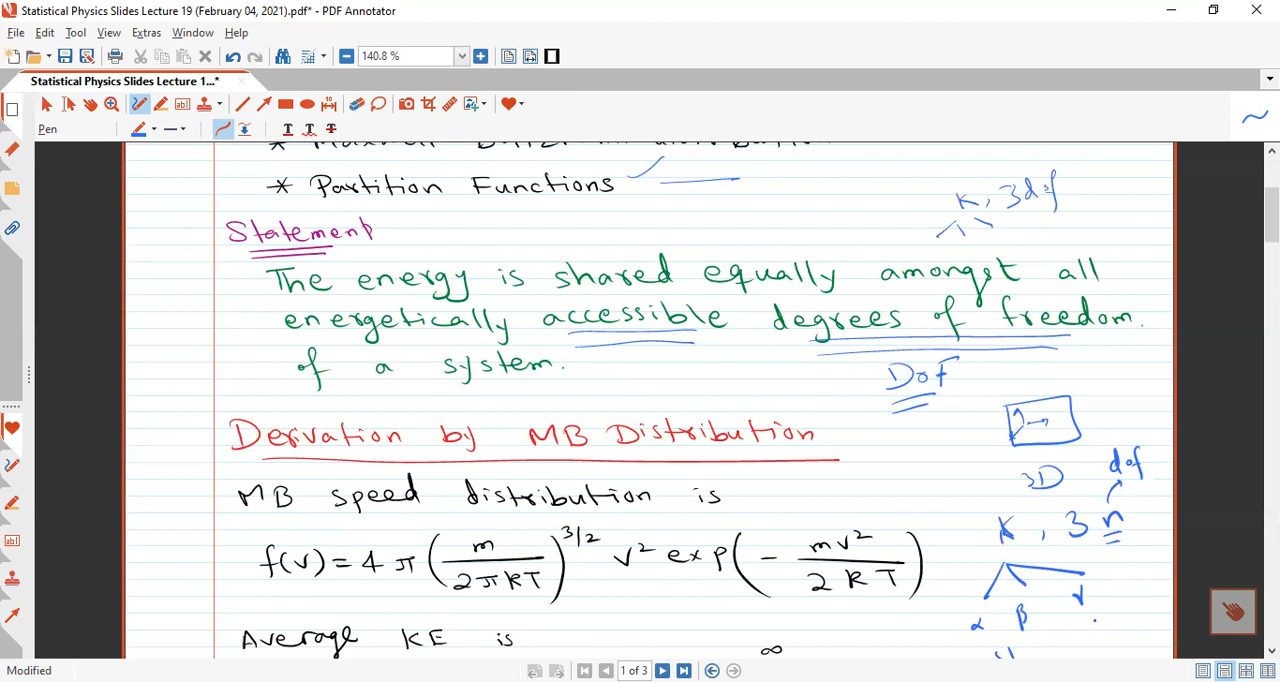 Statistical Physics Slides Lecture 19 (February 04, 2021).pdf* - PDF Annotator
File Edit Tool View Extras Window Help
140.8 %
Statistical Physics Slides Lecture 1...*
Pen
* Partition Functions
K, 3 dof
Statement
The energy is shared equally amongst all
energetically accessible degrees of freedom.
of a system.
DoF
Derivation by MB Distribution
3D
dof
MB speed distribution is
K, 3 n
f(v) = 4 π (m / 2πkT)^3/2 v² exp(- mv² / 2kT)
α β γ
Average KE is
∞
Modified
1 of 3